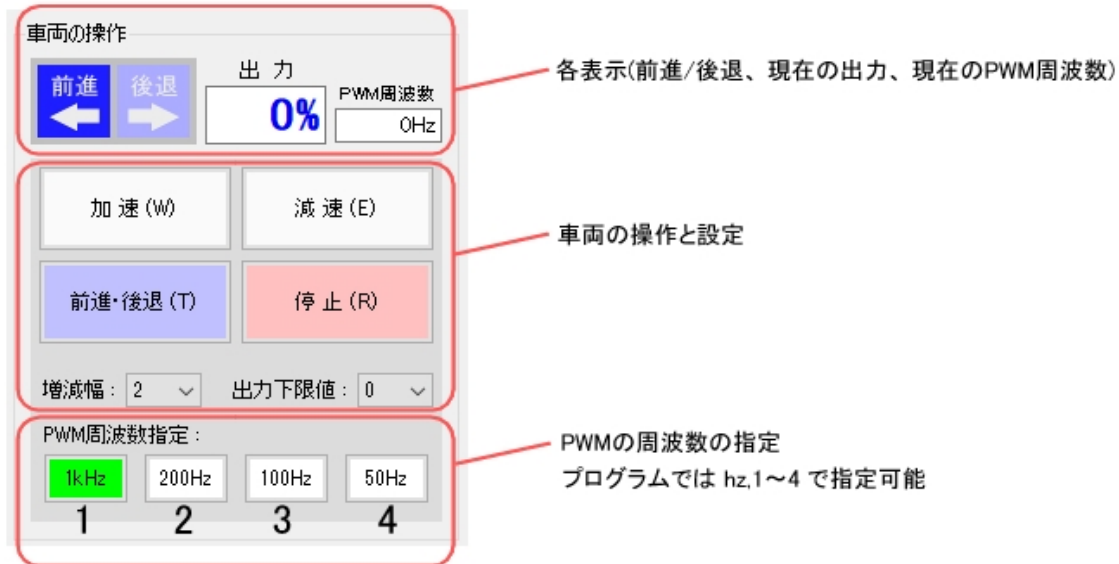 車両の操作
前進 後退
出 力
0%
PWM周波数
0Hz
各表示(前進/後退、現在の出力、現在のPWM周波数)
加 速 (W) 減 速 (E)
車両の操作と設定
前進・後退 (T) 停 止 (R)
増減幅 : 2 出力下限値 : 0
PWM周波数指定 :
1kHz 200Hz 100Hz 50Hz
1 2 3 4
PWMの周波数の指定
プログラムでは hz,1~4 で指定可能